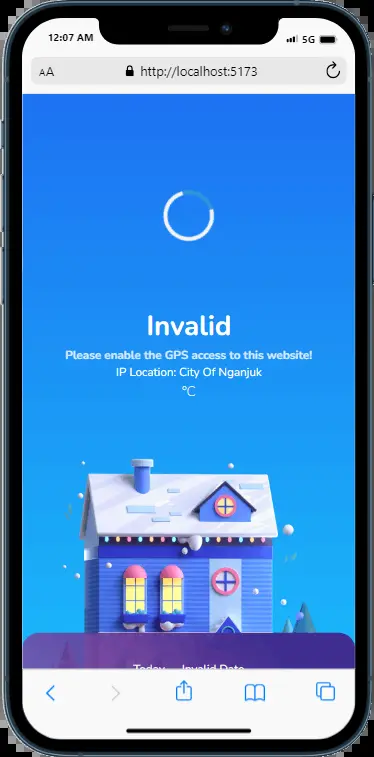 12:07 AM
5G
AA
http://localhost:5173
Invalid
Please enable the GPS access to this website!
IP Location: City Of Nganjuk
°C
Today Invalid Date